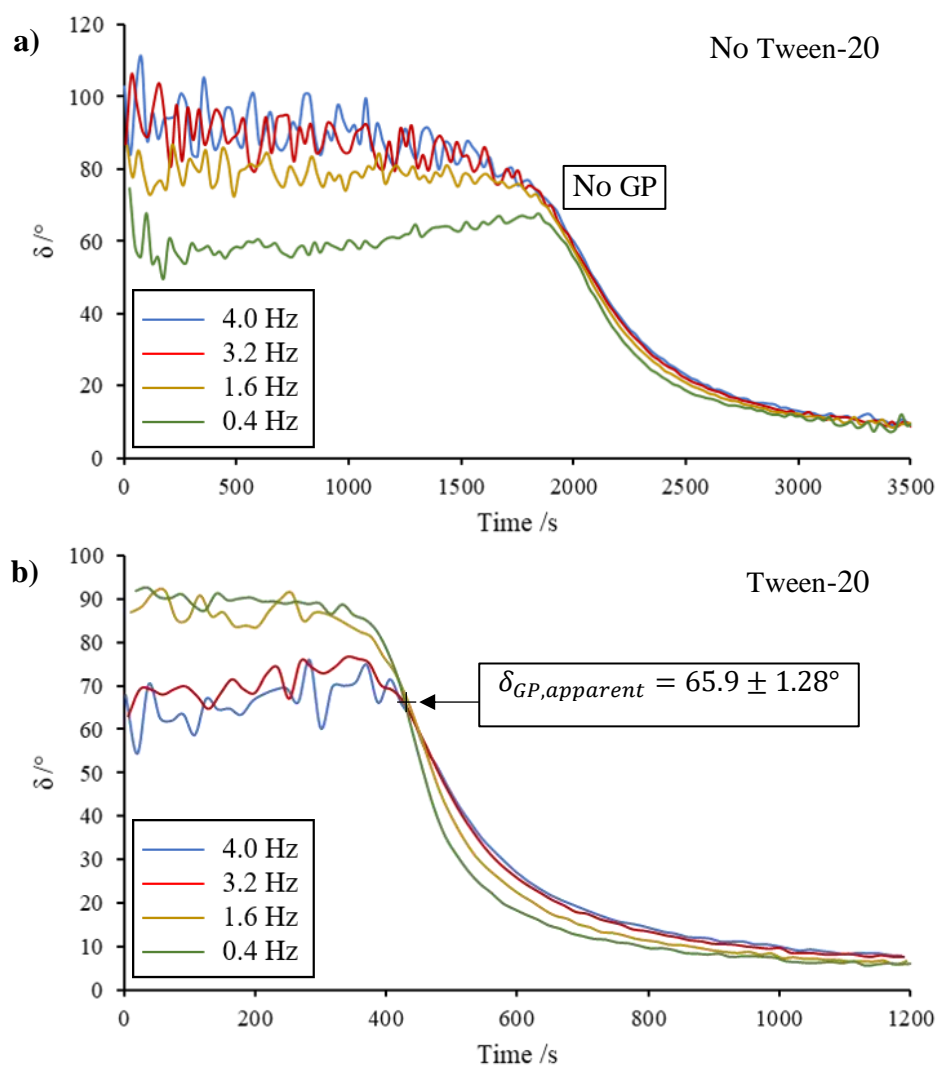 a)
No Tween-20
No GP
δ /°
120
100
80
60
40
20
0
4.0 Hz
3.2 Hz
1.6 Hz
0.4 Hz
0 500 1000 1500 2000 2500 3000 3500
Time /s
b)
Tween-20
δGP,apparent = 65.9 ± 1.28°
δ /°
100
90
80
70
60
50
40
30
20
10
0
4.0 Hz
3.2 Hz
1.6 Hz
0.4 Hz
0 200 400 600 800 1000 1200
Time /s